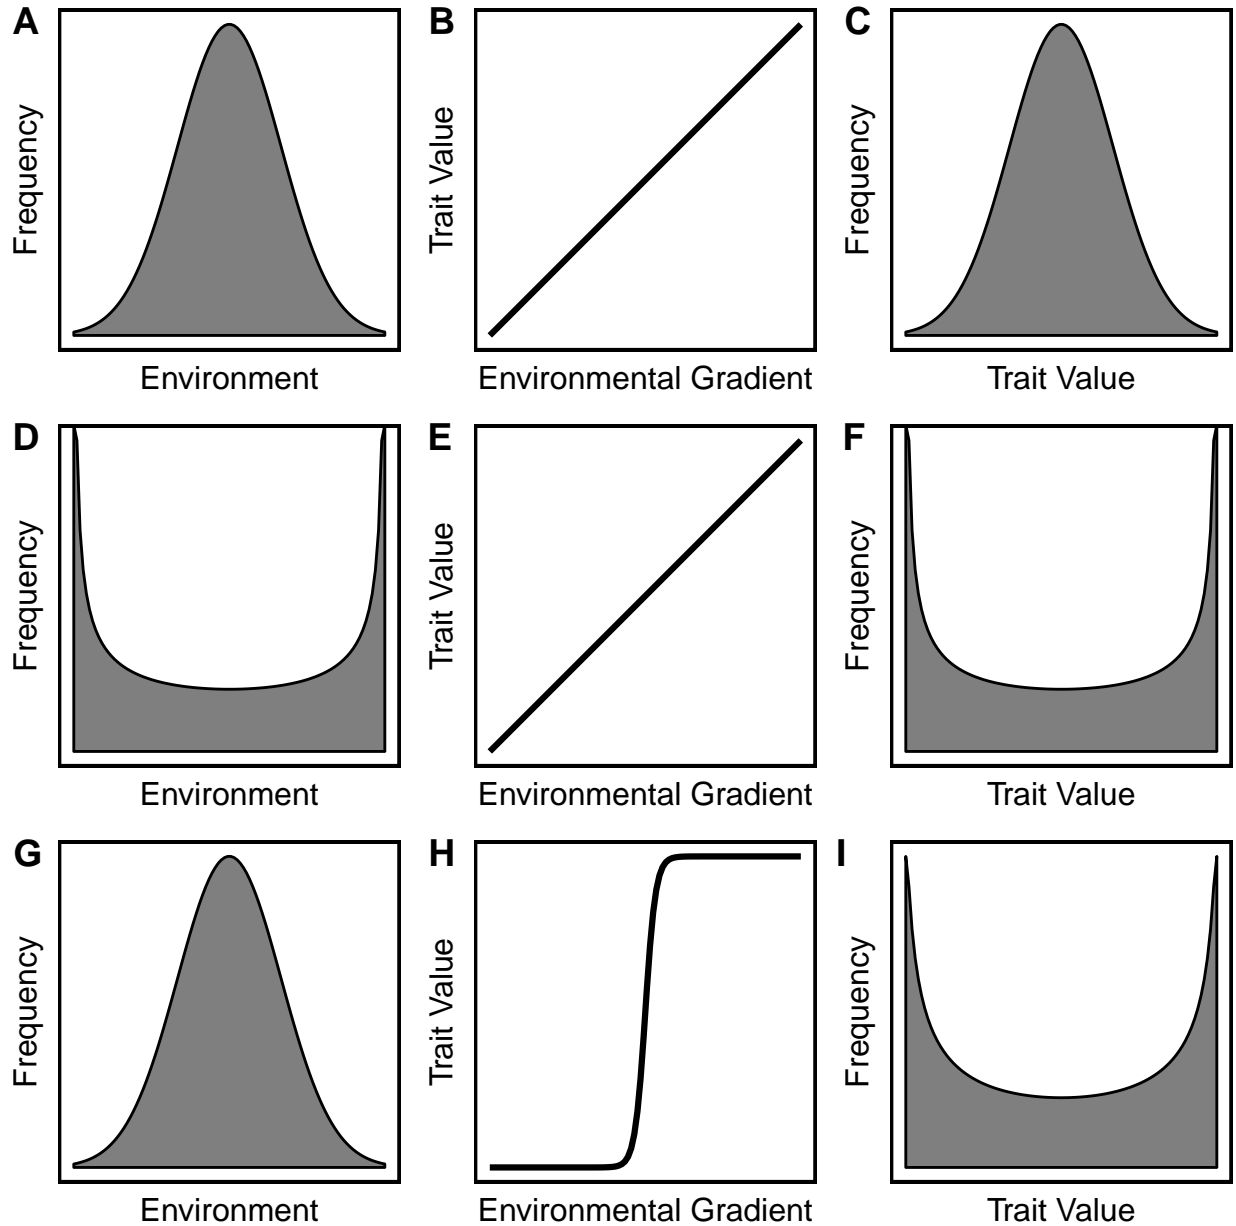 A
Frequency
Environment
B
Trait Value
Environmental Gradient
C
Frequency
Trait Value
D
Frequency
Environment
E
Trait Value
Environmental Gradient
F
Frequency
Trait Value
G
Frequency
Environment
H
Trait Value
Environmental Gradient
I
Frequency
Trait Value